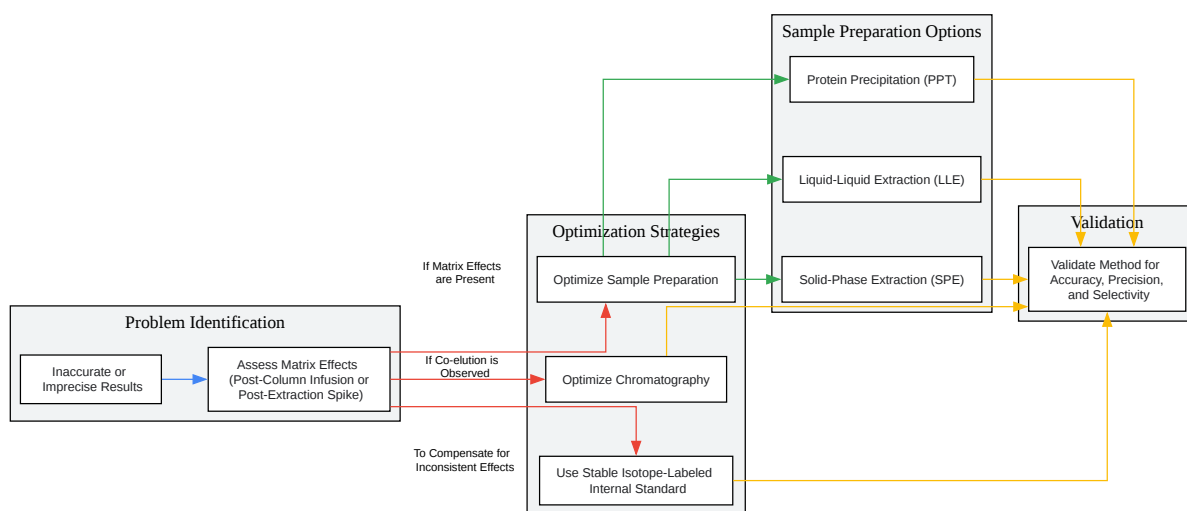 Sample Preparation Options
Protein Precipitation (PPT)
Liquid-Liquid Extraction (LLE)
Solid-Phase Extraction (SPE)
Validation
Validate Method for
Accuracy, Precision,
and Selectivity
Optimization Strategies
Optimize Sample Preparation
Optimize Chromatography
Use Stable Isotope-Labeled
Internal Standard
If Matrix Effects
are Present
If Co-elution is
Observed
To Compensate for
Inconsistent Effects
Problem Identification
Inaccurate or
Imprecise Results
Assess Matrix Effects
(Post-Column Infusion or
Post-Extraction Spike)